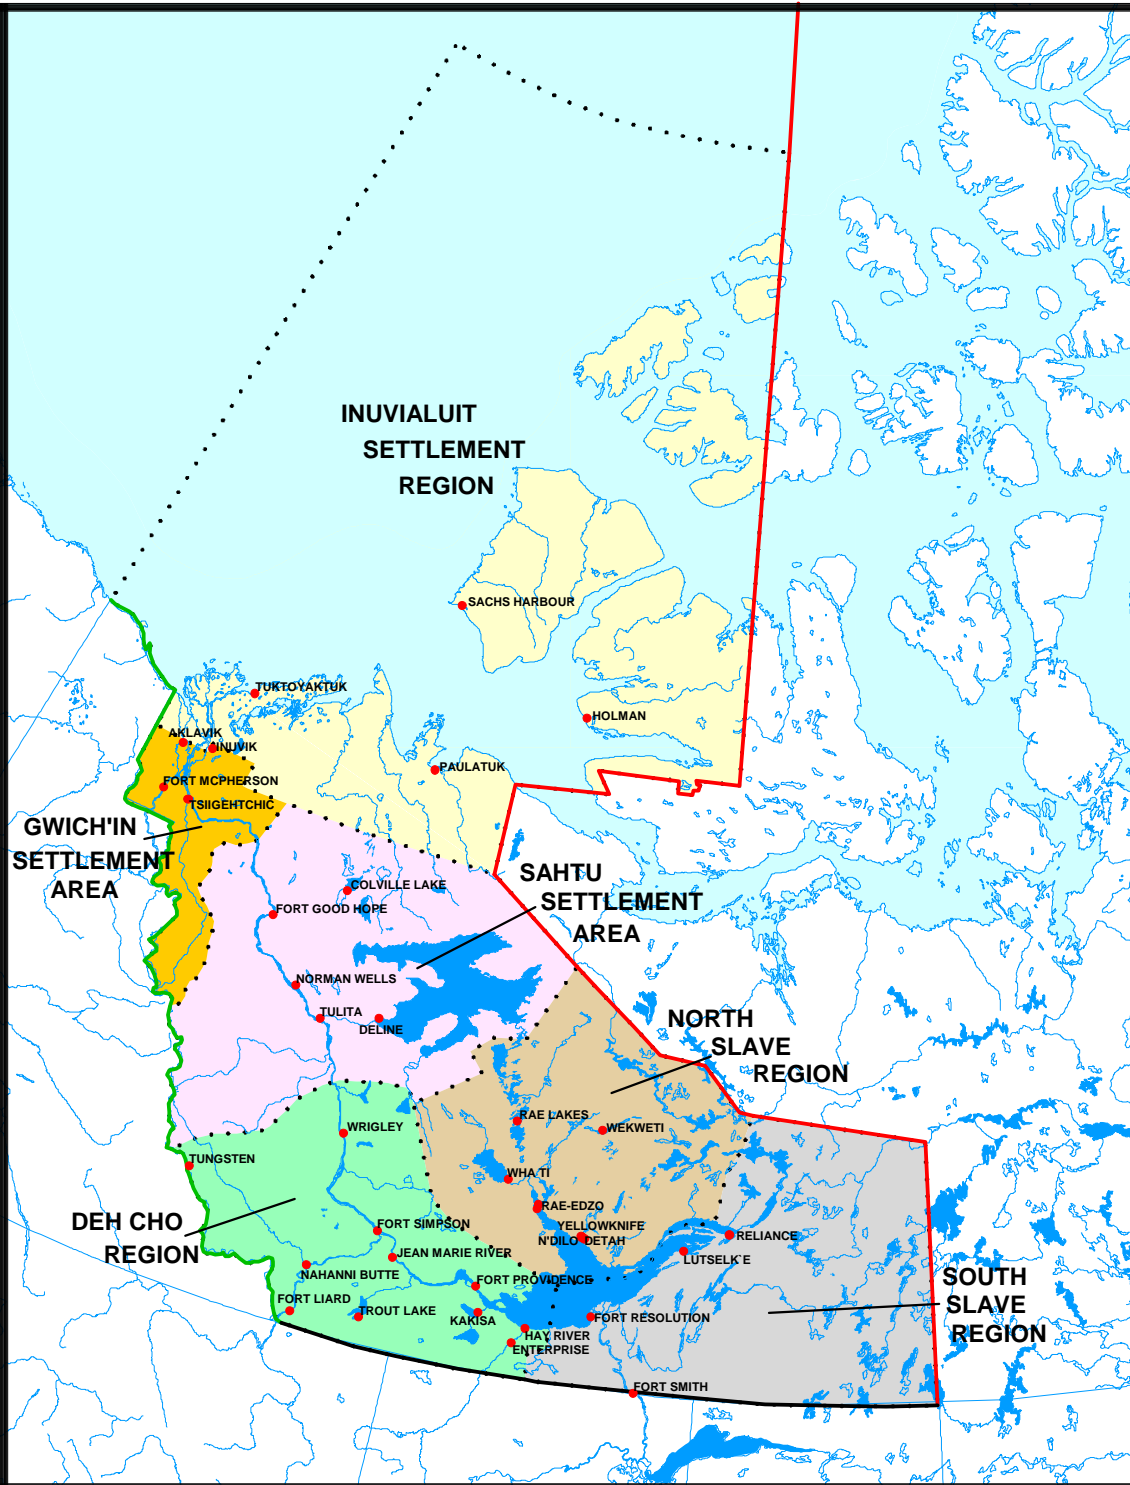 INUVIALUIT
SETTLEMENT
REGION
SACHS HARBOUR
TUKTOYAKTUK
HOLMAN
AKLAVIK
INUVIK
PAULATUK
FORT MCPHERSON
TSIIGEHTCHIC
GWICH'IN
SETTLEMENT
AREA
SAHTU
SETTLEMENT
AREA
COLVILLE LAKE
FORT GOOD HOPE
NORMAN WELLS
TULITA
DELINE
NORTH
SLAVE
REGION
RAE LAKES
WEKWETI
WRIGLEY
TUNGSTEN
WHA TI
RAE-EDZO
DEH CHO
REGION
FORT SIMPSON
YELLOWKNIFE
N'DILO DETAH
RELIANCE
JEAN MARIE RIVER
LUTSELK`E
NAHANNI BUTTE
FORT PROVIDENCE
SOUTH
SLAVE
REGION
FORT LIARD
TROUT LAKE
KAKISA
FORT RESOLUTION
HAY RIVER
ENTERPRISE
FORT SMITH